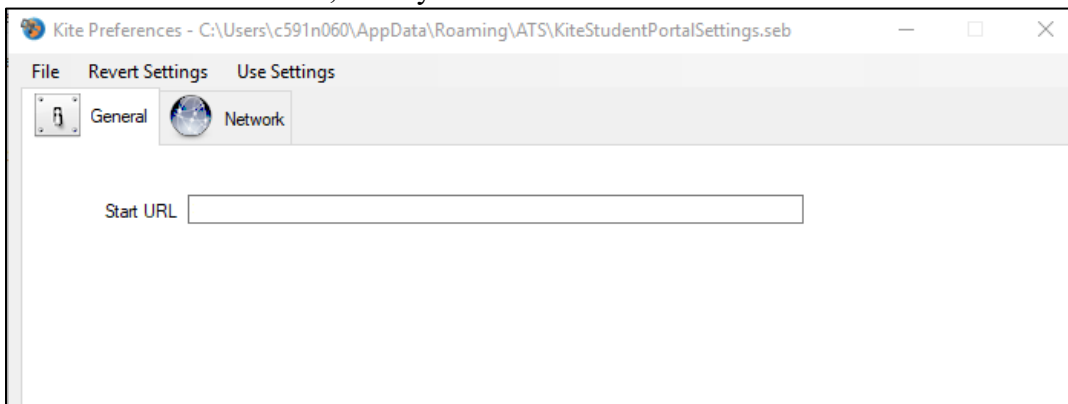 Kite Preferences - C:\Users\c591n060\AppData\Roaming\ATS\KiteStudentPortalSettings.seb
File Revert Settings Use Settings
General Network
Start URL